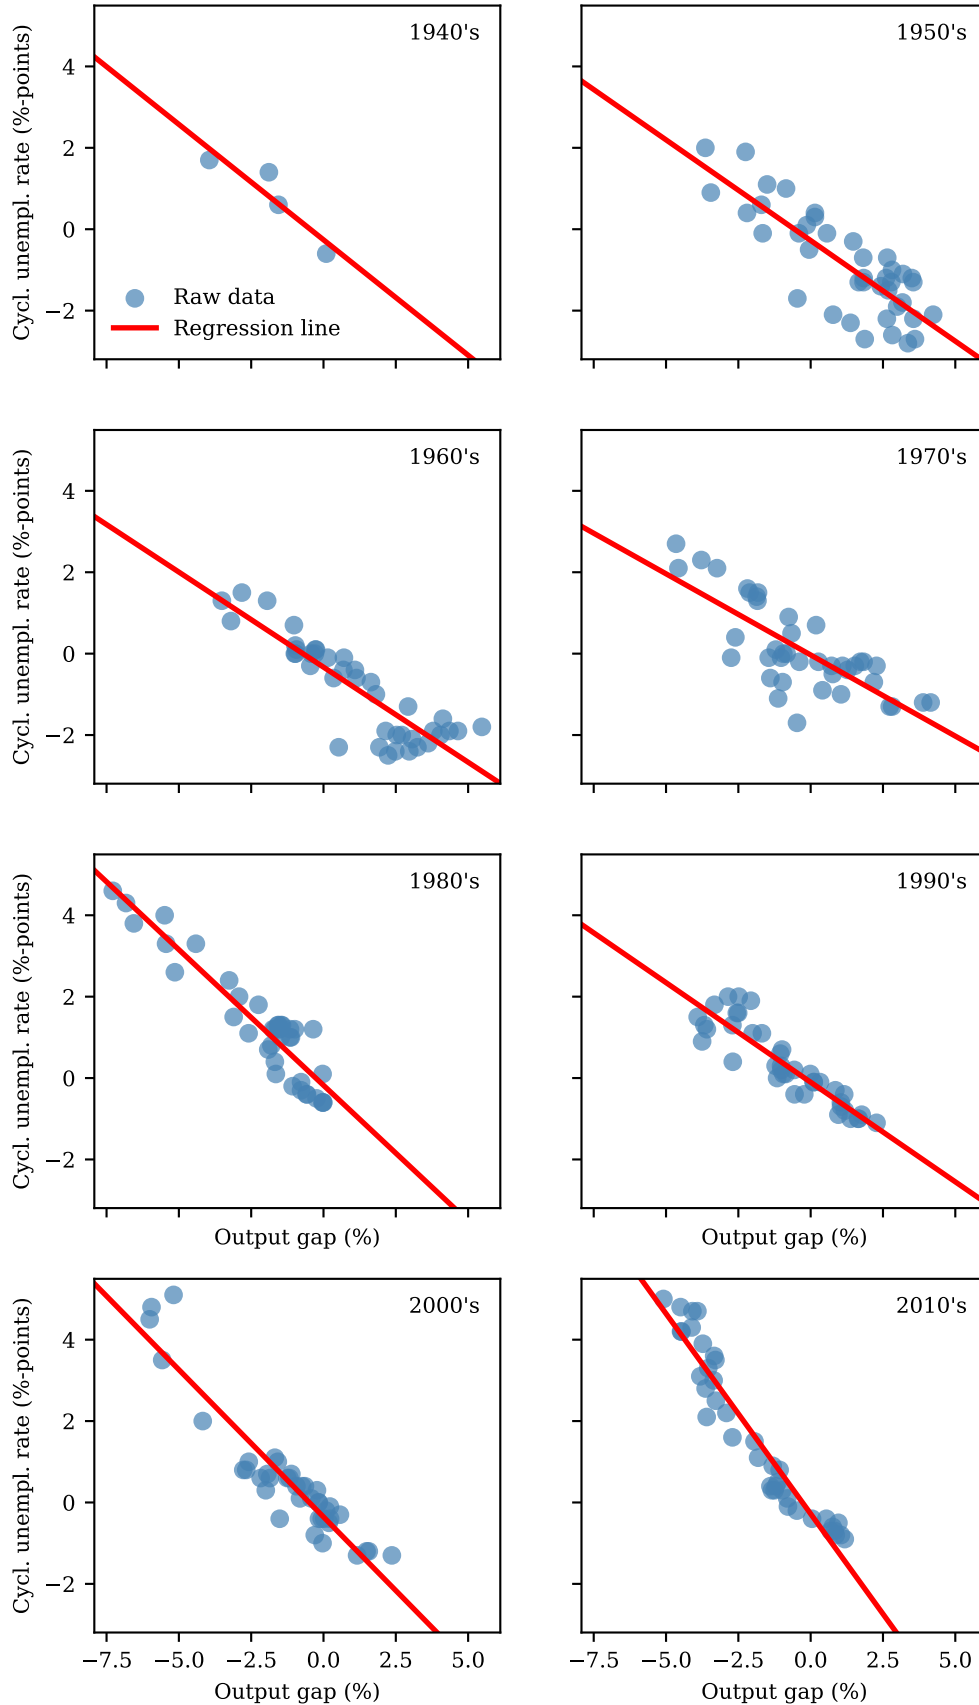 Cycl. unempl. rate (%-points)
4
2
0
−2
1940's
Raw data
Regression line
1950's
Cycl. unempl. rate (%-points)
4
2
0
−2
1960's
1970's
Cycl. unempl. rate (%-points)
4
2
0
−2
1980's
Output gap (%)
1990's
Output gap (%)
Cycl. unempl. rate (%-points)
4
2
0
−2
2000's
−7.5 −5.0 −2.5 0.0 2.5 5.0
Output gap (%)
2010's
−7.5 −5.0 −2.5 0.0 2.5 5.0
Output gap (%)